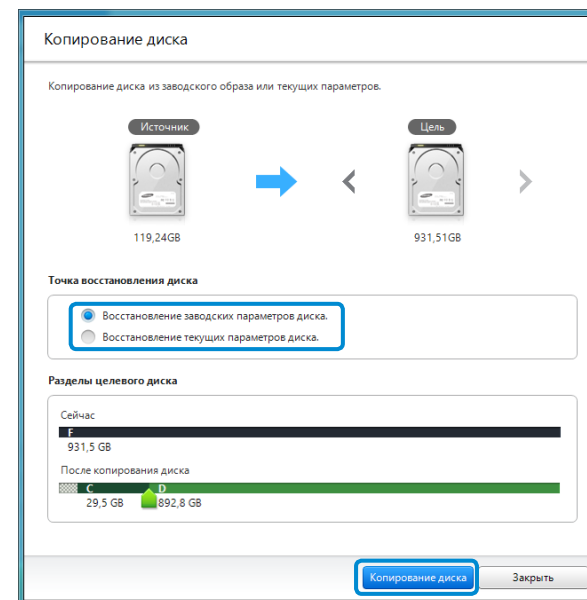 Копирование диска
Копирование диска из заводского образа или текущих параметров.
Источник
Цель
119,24GB
931,51GB
Точка восстановления диска
Восстановление заводских параметров диска.
Восстановление текущих параметров диска.
Разделы целевого диска
Сейчас
F
931,5 GB
После копирования диска
C D
29,5 GB 892,8 GB
Копирование диска Закрыть